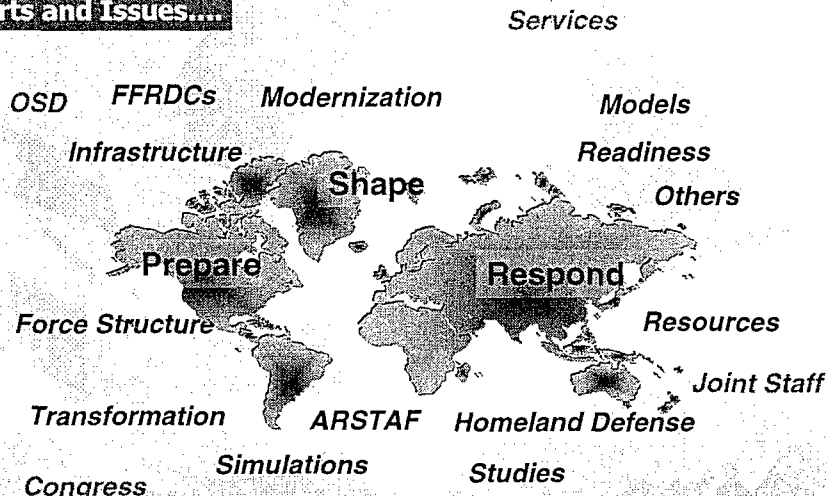 rts and Issues....
Services
OSD FFRDCs Modernization Models
Infrastructure Readiness
Shape
Others
Prepare Respond
Force Structure Resources
Joint Staff
Transformation ARSTAF Homeland Defense
Simulations Studies
Congress